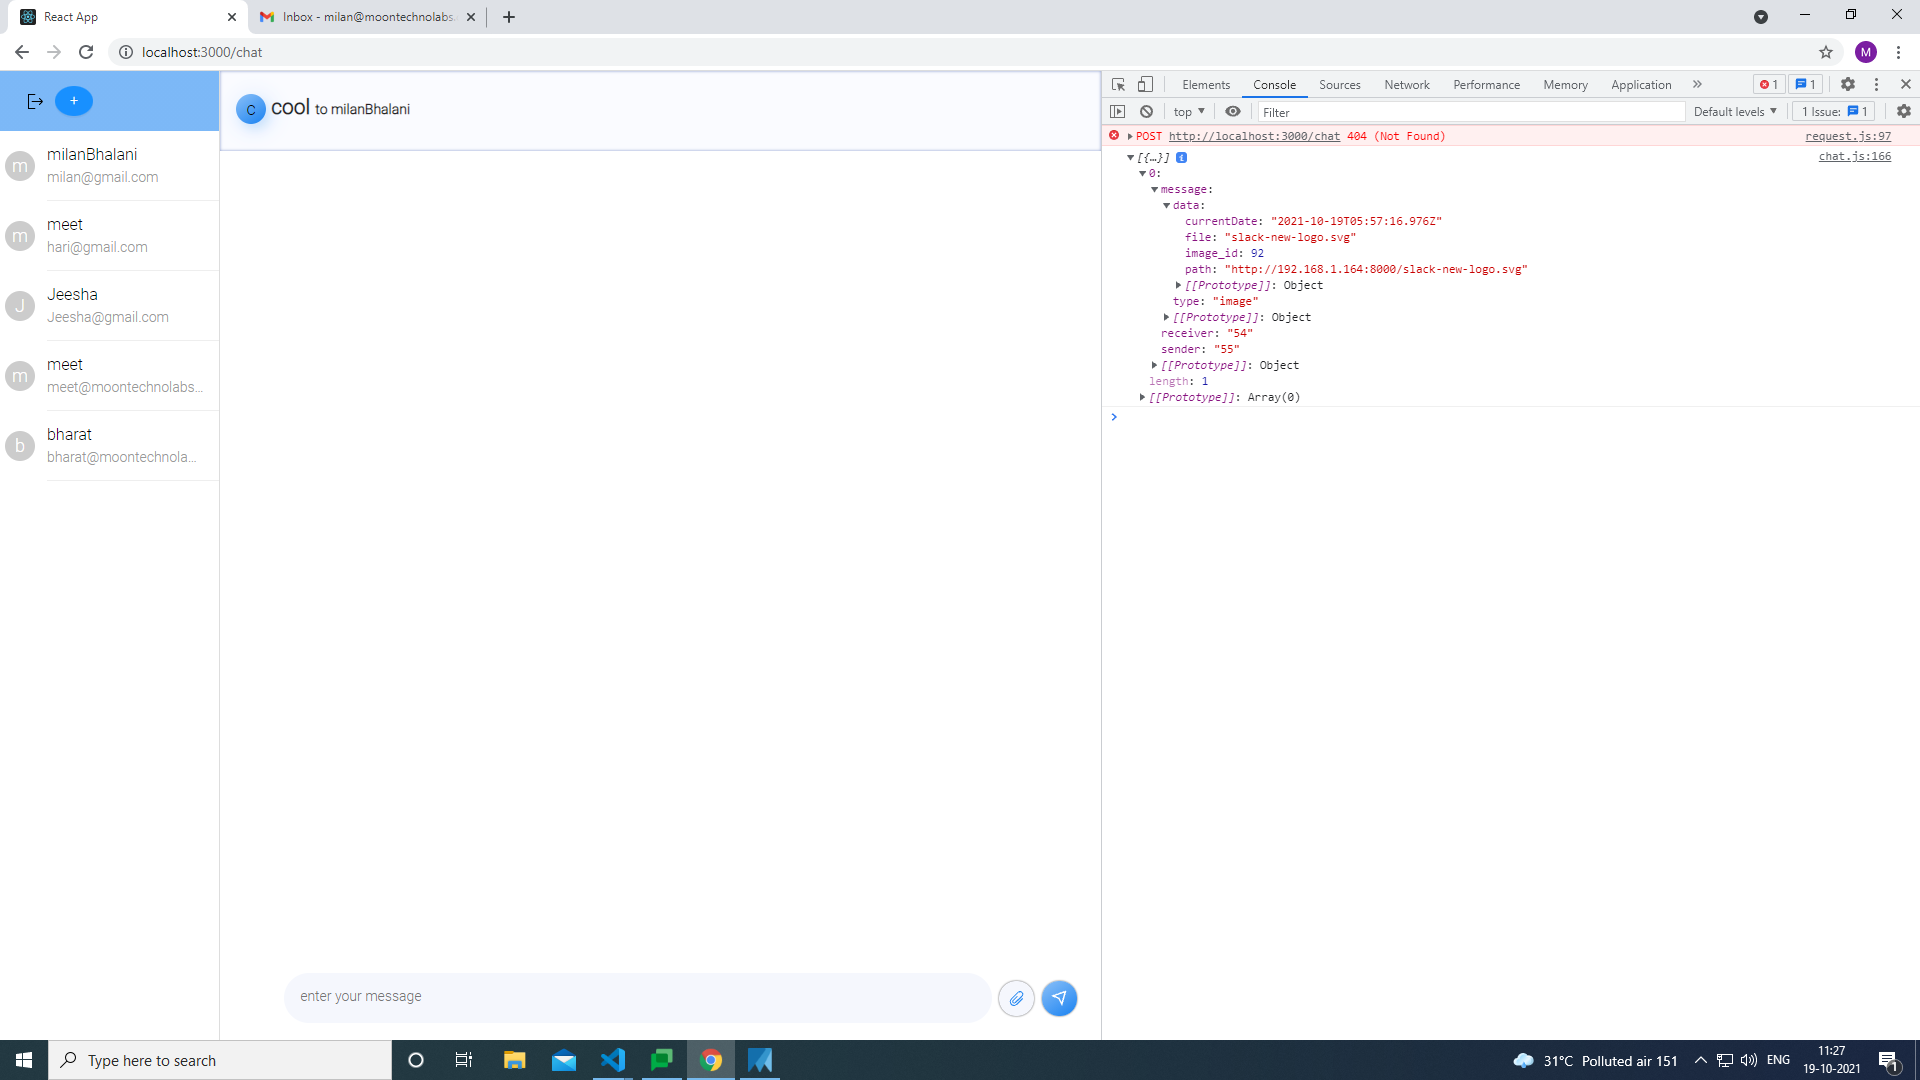 React App
Inbox - milan@moontechnolabs.
localhost:3000/chat
M
+
m
milanBhalani
milan@gmail.com
m
meet
hari@gmail.com
J
Jeesha
Jeesha@gmail.com
m
meet
meet@moontechnolabs...
b
bharat
bharat@moontechnola...
C cool to milanBhalani
enter your message
Elements Console Sources Network Performance Memory Application » 1 1
top Filter Default levels 1 Issue: 1
POST http://localhost:3000/chat 404 (Not Found) request.js:97
[{…}] i chat.js:166
0:
message:
data:
currentDate: "2021-10-19T05:57:16.976Z"
file: "slack-new-logo.svg"
image_id: 92
path: "http://192.168.1.164:8000/slack-new-logo.svg"
[[Prototype]]: Object
type: "image"
[[Prototype]]: Object
receiver: "54"
sender: "55"
[[Prototype]]: Object
length: 1
[[Prototype]]: Array(0)
Type here to search
31°C Polluted air 151
ENG
11:27
19-10-2021
1